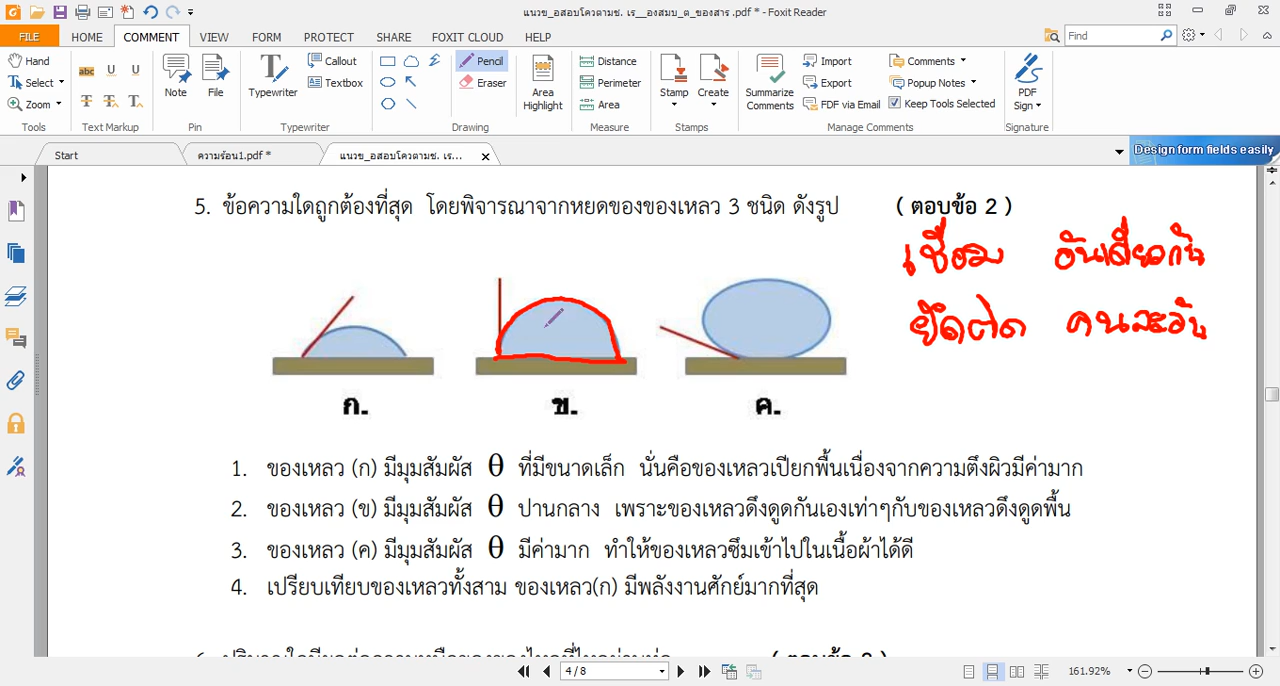 แนวข_อสอบโควตามช. เร__องสมบ_ต_ของสาร .pdf * - Foxit Reader
FILE HOME COMMENT VIEW FORM PROTECT SHARE FOXIT CLOUD HELP Find
Hand Select Zoom Tools
abc U U T T T Text Markup
Note File Pin
Typewriter Callout Textbox Typewriter
Pencil Eraser Drawing
Area Highlight
Distance Perimeter Area Measure
Stamp Create Stamps
Summarize Comments Import Export FDF via Email Comments Popup Notes Keep Tools Selected Manage Comments
PDF Sign Signature
Start ความร้อน1.pdf * แนวข_อสอบโควตามช. เร... Design form fields easily
5. ข้อความใดถูกต้องที่สุด โดยพิจารณาจากหยดของของเหลว 3 ชนิด ดังรูป ( ตอบข้อ 2 )
เชื่อม อันเดียวกัน
ยึดติด คนละอัน
ก. ข. ค.
1. ของเหลว (ก) มีมุมสัมผัส θ ที่มีขนาดเล็ก นั่นคือของเหลวเปียกพื้นเนื่องจากความตึงผิวมีค่ามาก
2. ของเหลว (ข) มีมุมสัมผัส θ ปานกลาง เพราะของเหลวดึงดูดกันเองเท่าๆกับของเหลวดึงดูดพื้น
3. ของเหลว (ค) มีมุมสัมผัส θ มีค่ามาก ทำให้ของเหลวซึมเข้าไปในเนื้อผ้าได้ดี
4. เปรียบเทียบของเหลวทั้งสาม ของเหลว(ก) มีพลังงานศักย์มากที่สุด
4 / 8 161.92%